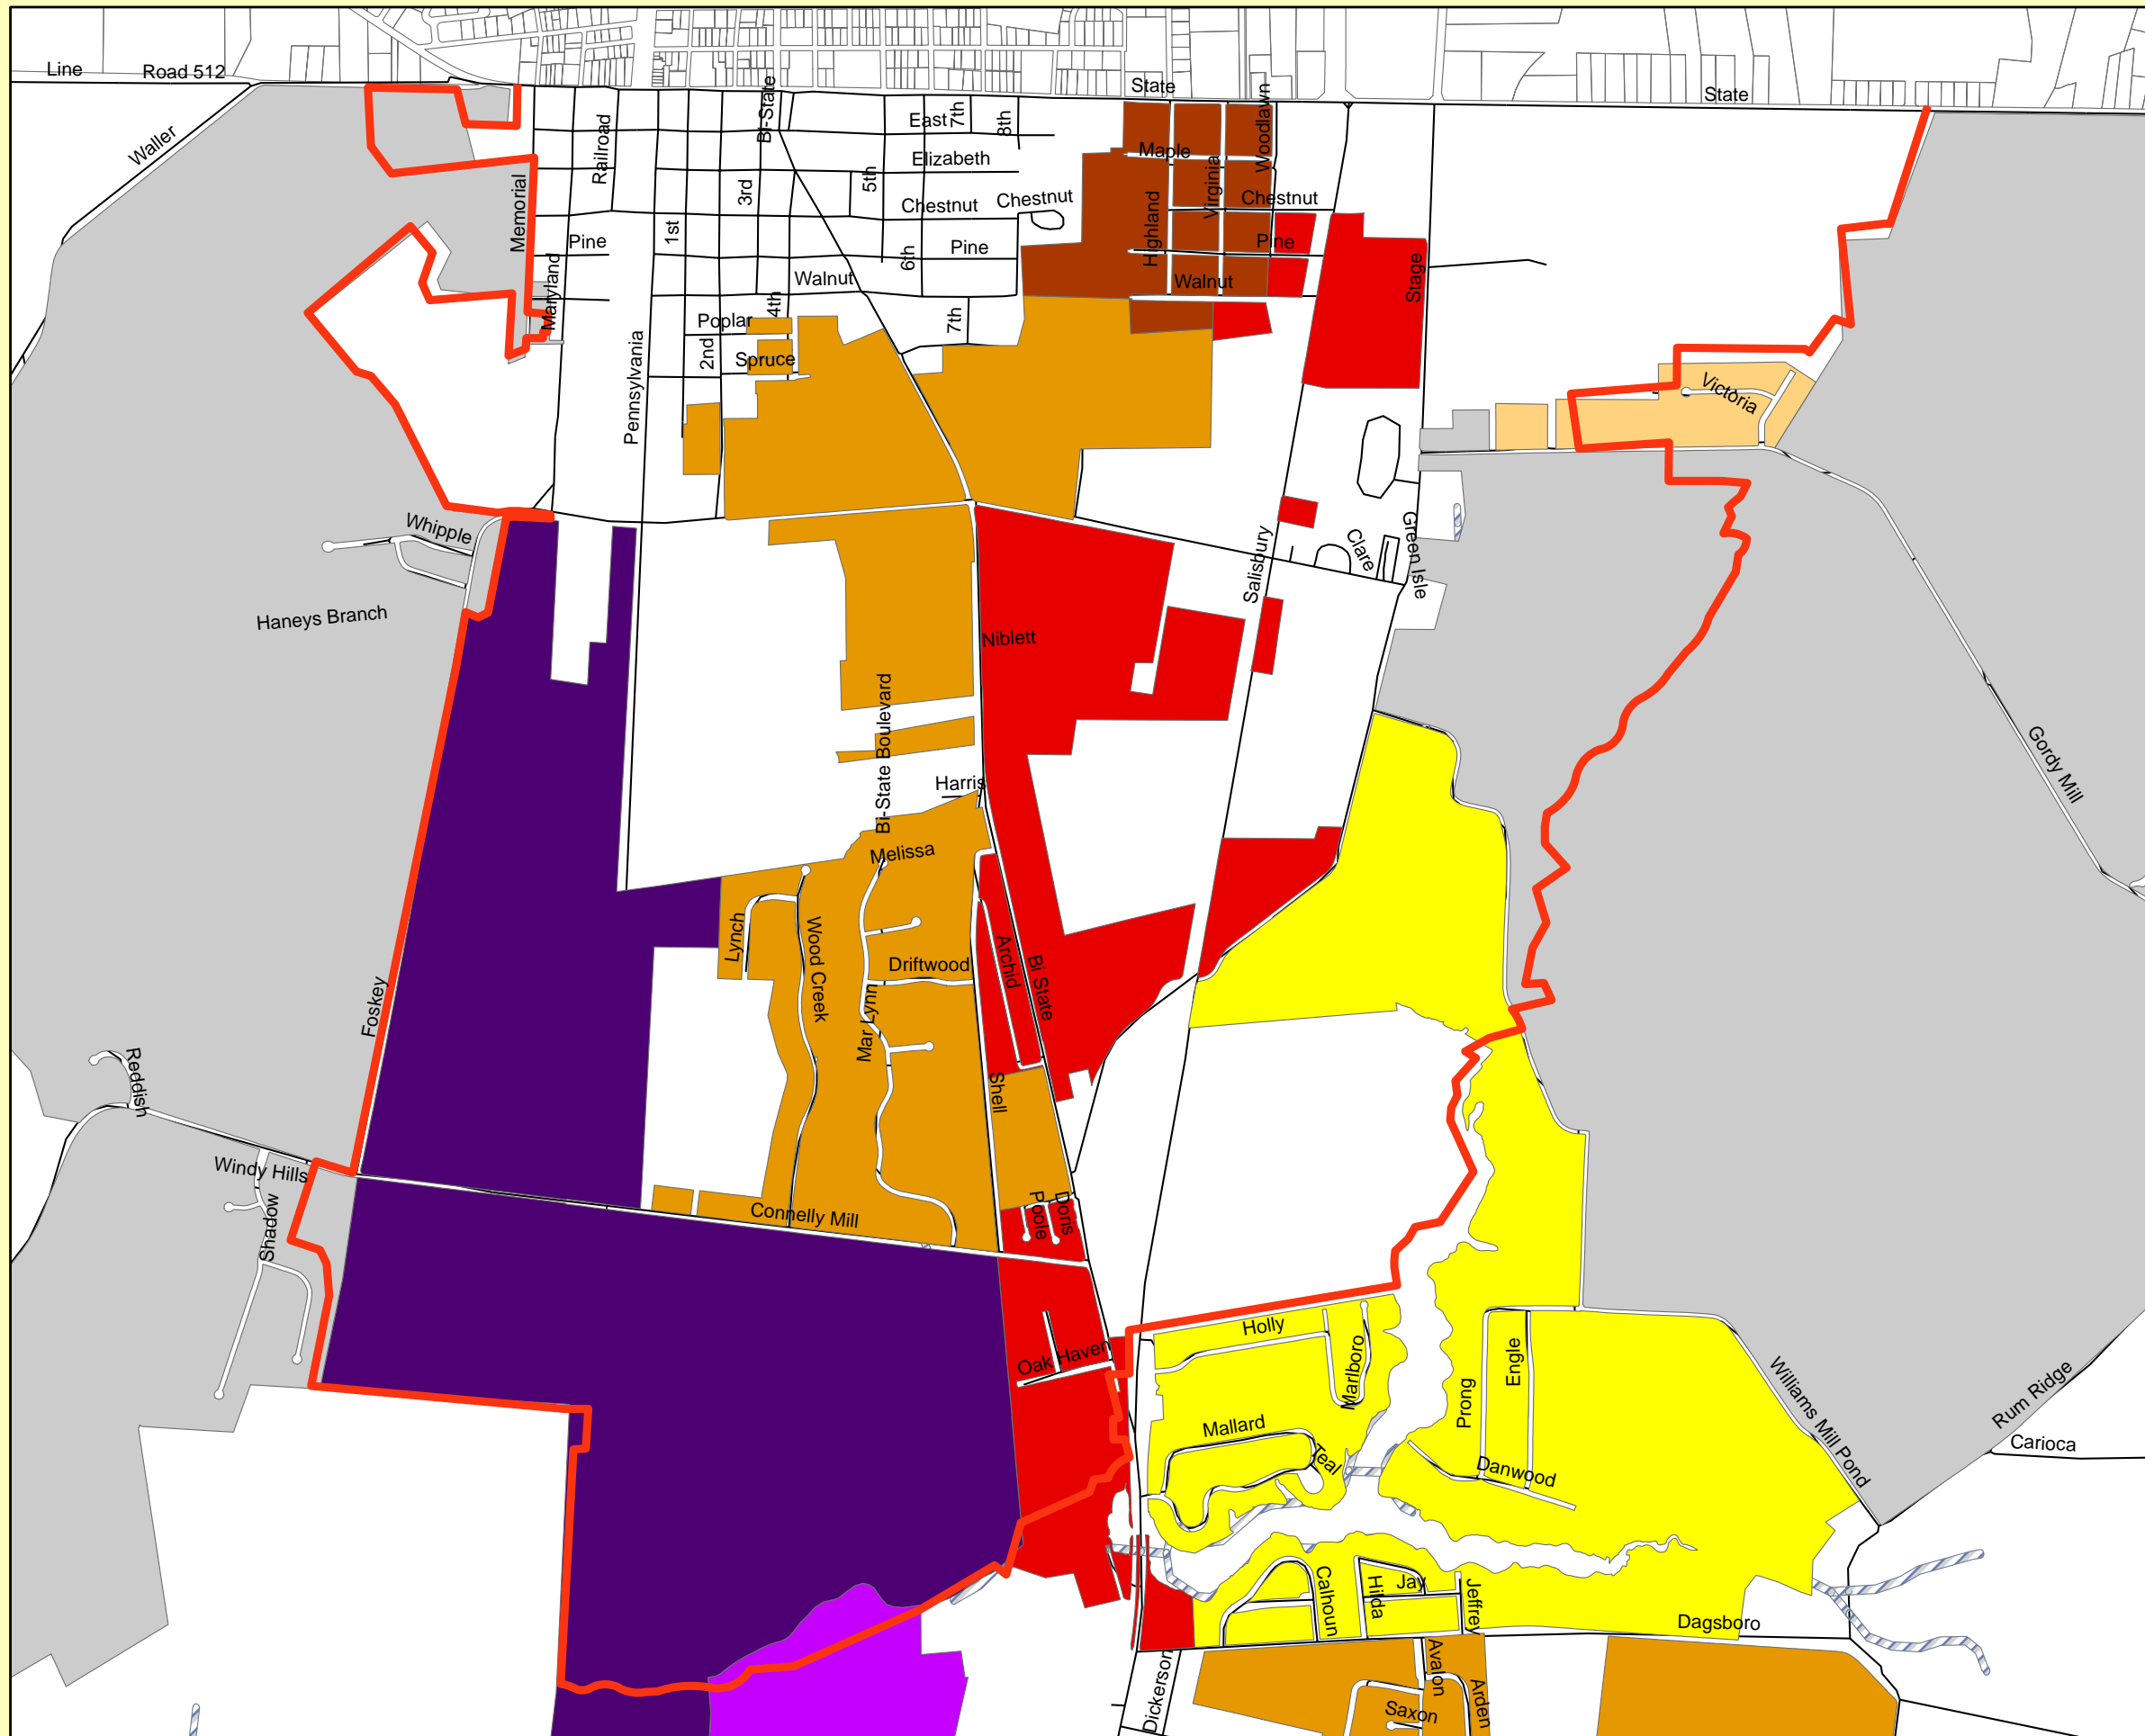 Line
Road 512
State
State
Waller
Railroad
Bi-State
East
7th
8th
Woodlawn
Maple
Elizabeth
3rd
5th
Virginia
Chestnut
Chestnut
Chestnut
Memorial
Highland
1st
Pine
Pine
Pine
6th
Maryland
Walnut
Walnut
Stage
4th
Poplar
7th
Pennsylvania
2nd
Spruce
Victoria
Whipple
Clare
Green Isle
Salisbury
Haneys Branch
Niblett
Bi-State Boulevard
Gordy Mill
Harris
Melissa
Lynch
Wood Creek
Driftwood
Archid
Bi State
Mar Lynn
Foskey
Reddish
Shell
Windy Hills
Shadow
Connelly Mill
Poole
Doris
Holly
Oak Haven
Marlboro
Engle
Prong
Williams Mill Pond
Rum Ridge
Carioca
Mallard
Teal
Danwood
Calhoun
Hilda
Jay
Jeffrey
Dagsboro
Dickerson
Avalon
Arden
Saxon